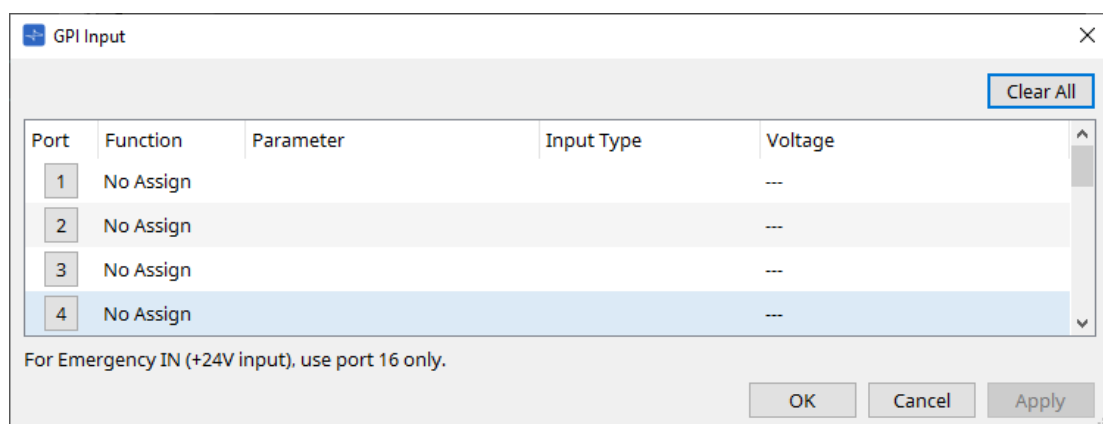 GPI Input
Clear All
Port Function Parameter Input Type Voltage
1 No Assign ---
2 No Assign ---
3 No Assign ---
4 No Assign ---
For Emergency IN (+24V input), use port 16 only.
OK Cancel Apply